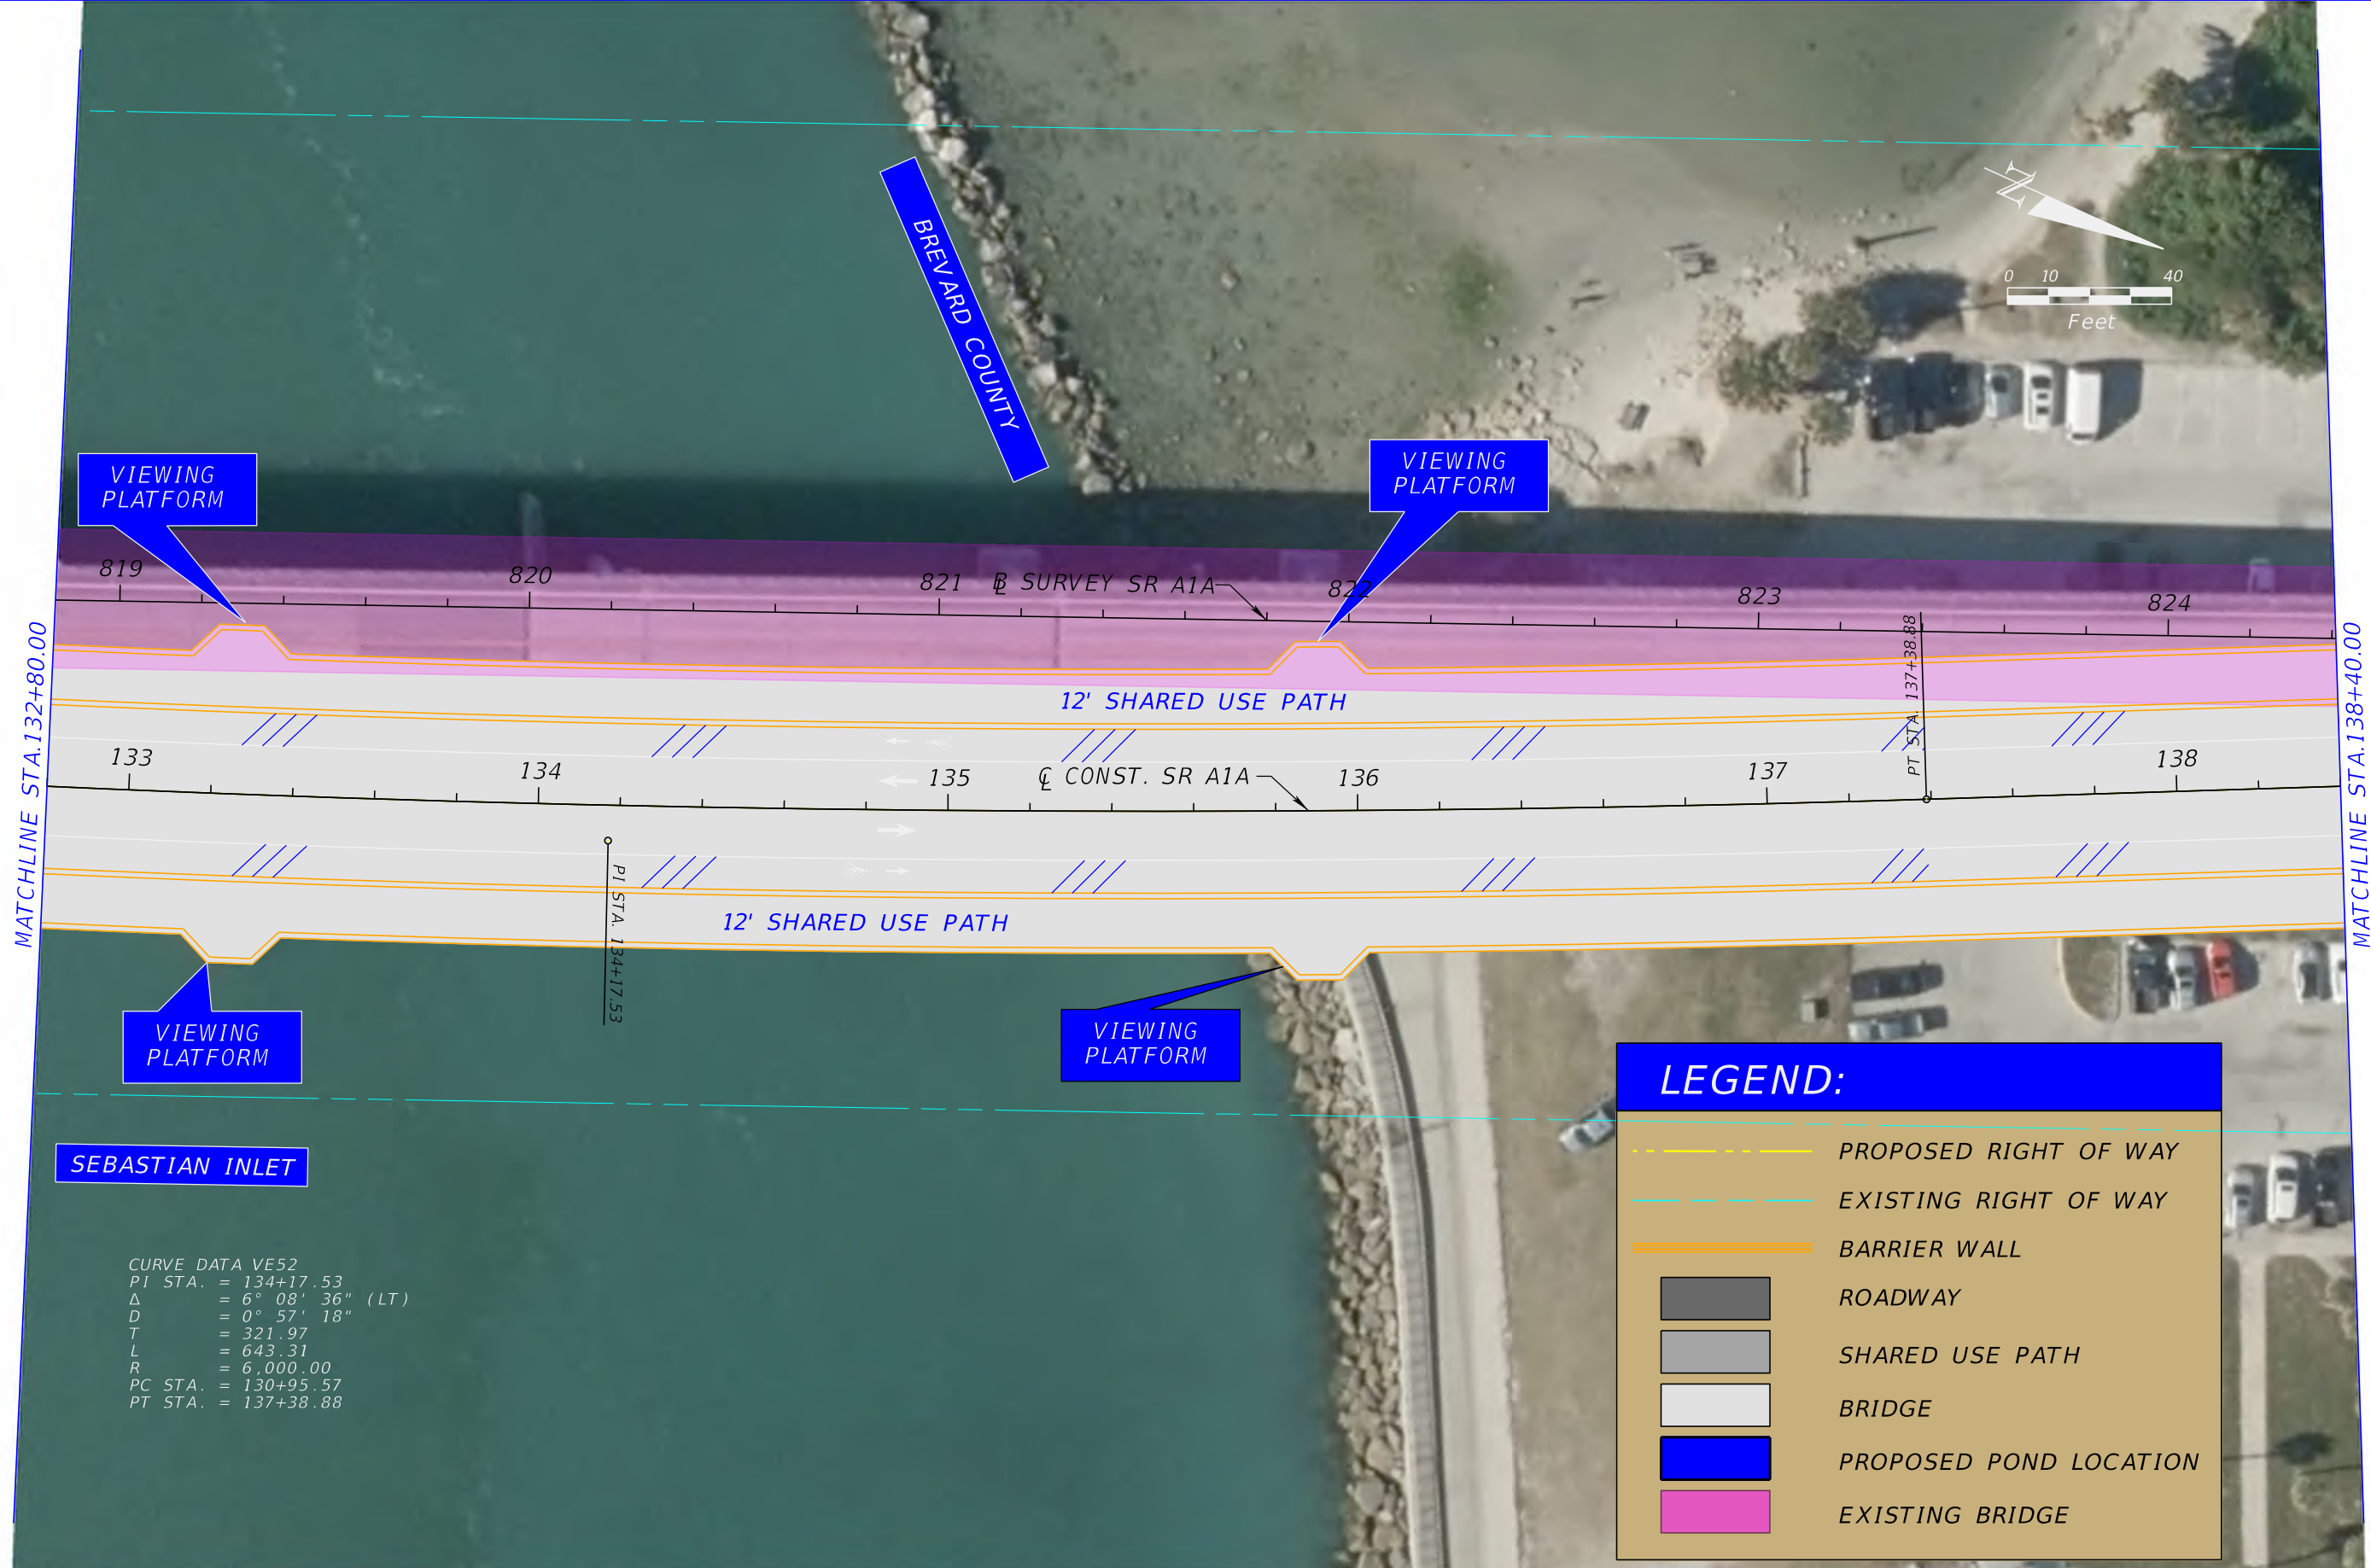 N
0 10 40
Feet
BREVARD COUNTY
VIEWING
PLATFORM
VIEWING
PLATFORM
819 820 821 822 823 824
BL SURVEY SR A1A
PT STA. 137+38.88
12' SHARED USE PATH
MATCHLINE STA.132+80.00
MATCHLINE STA.138+40.00
133 134 135 136 137 138
CL CONST. SR A1A
PI STA. 134+17.53
12' SHARED USE PATH
VIEWING
PLATFORM
VIEWING
PLATFORM
SEBASTIAN INLET
CURVE DATA VE52
PI STA. = 134+17.53
Δ = 6° 08' 36" (LT)
D = 0° 57' 18"
T = 321.97
L = 643.31
R = 6,000.00
PC STA. = 130+95.57
PT STA. = 137+38.88
LEGEND:
PROPOSED RIGHT OF WAY
EXISTING RIGHT OF WAY
BARRIER WALL
ROADWAY
SHARED USE PATH
BRIDGE
PROPOSED POND LOCATION
EXISTING BRIDGE